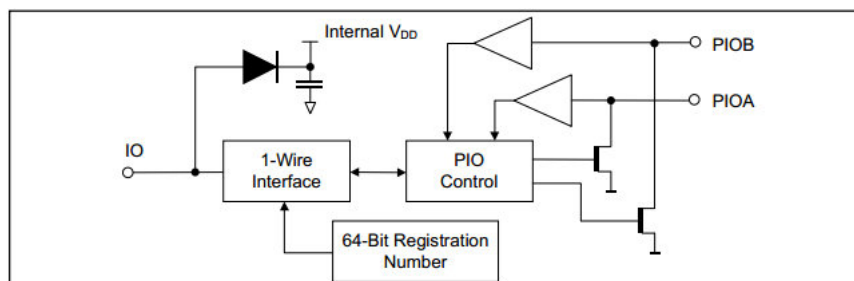 Internal VDD
PIOB
PIOA
IO
1-Wire
Interface
PIO
Control
64-Bit Registration
Number